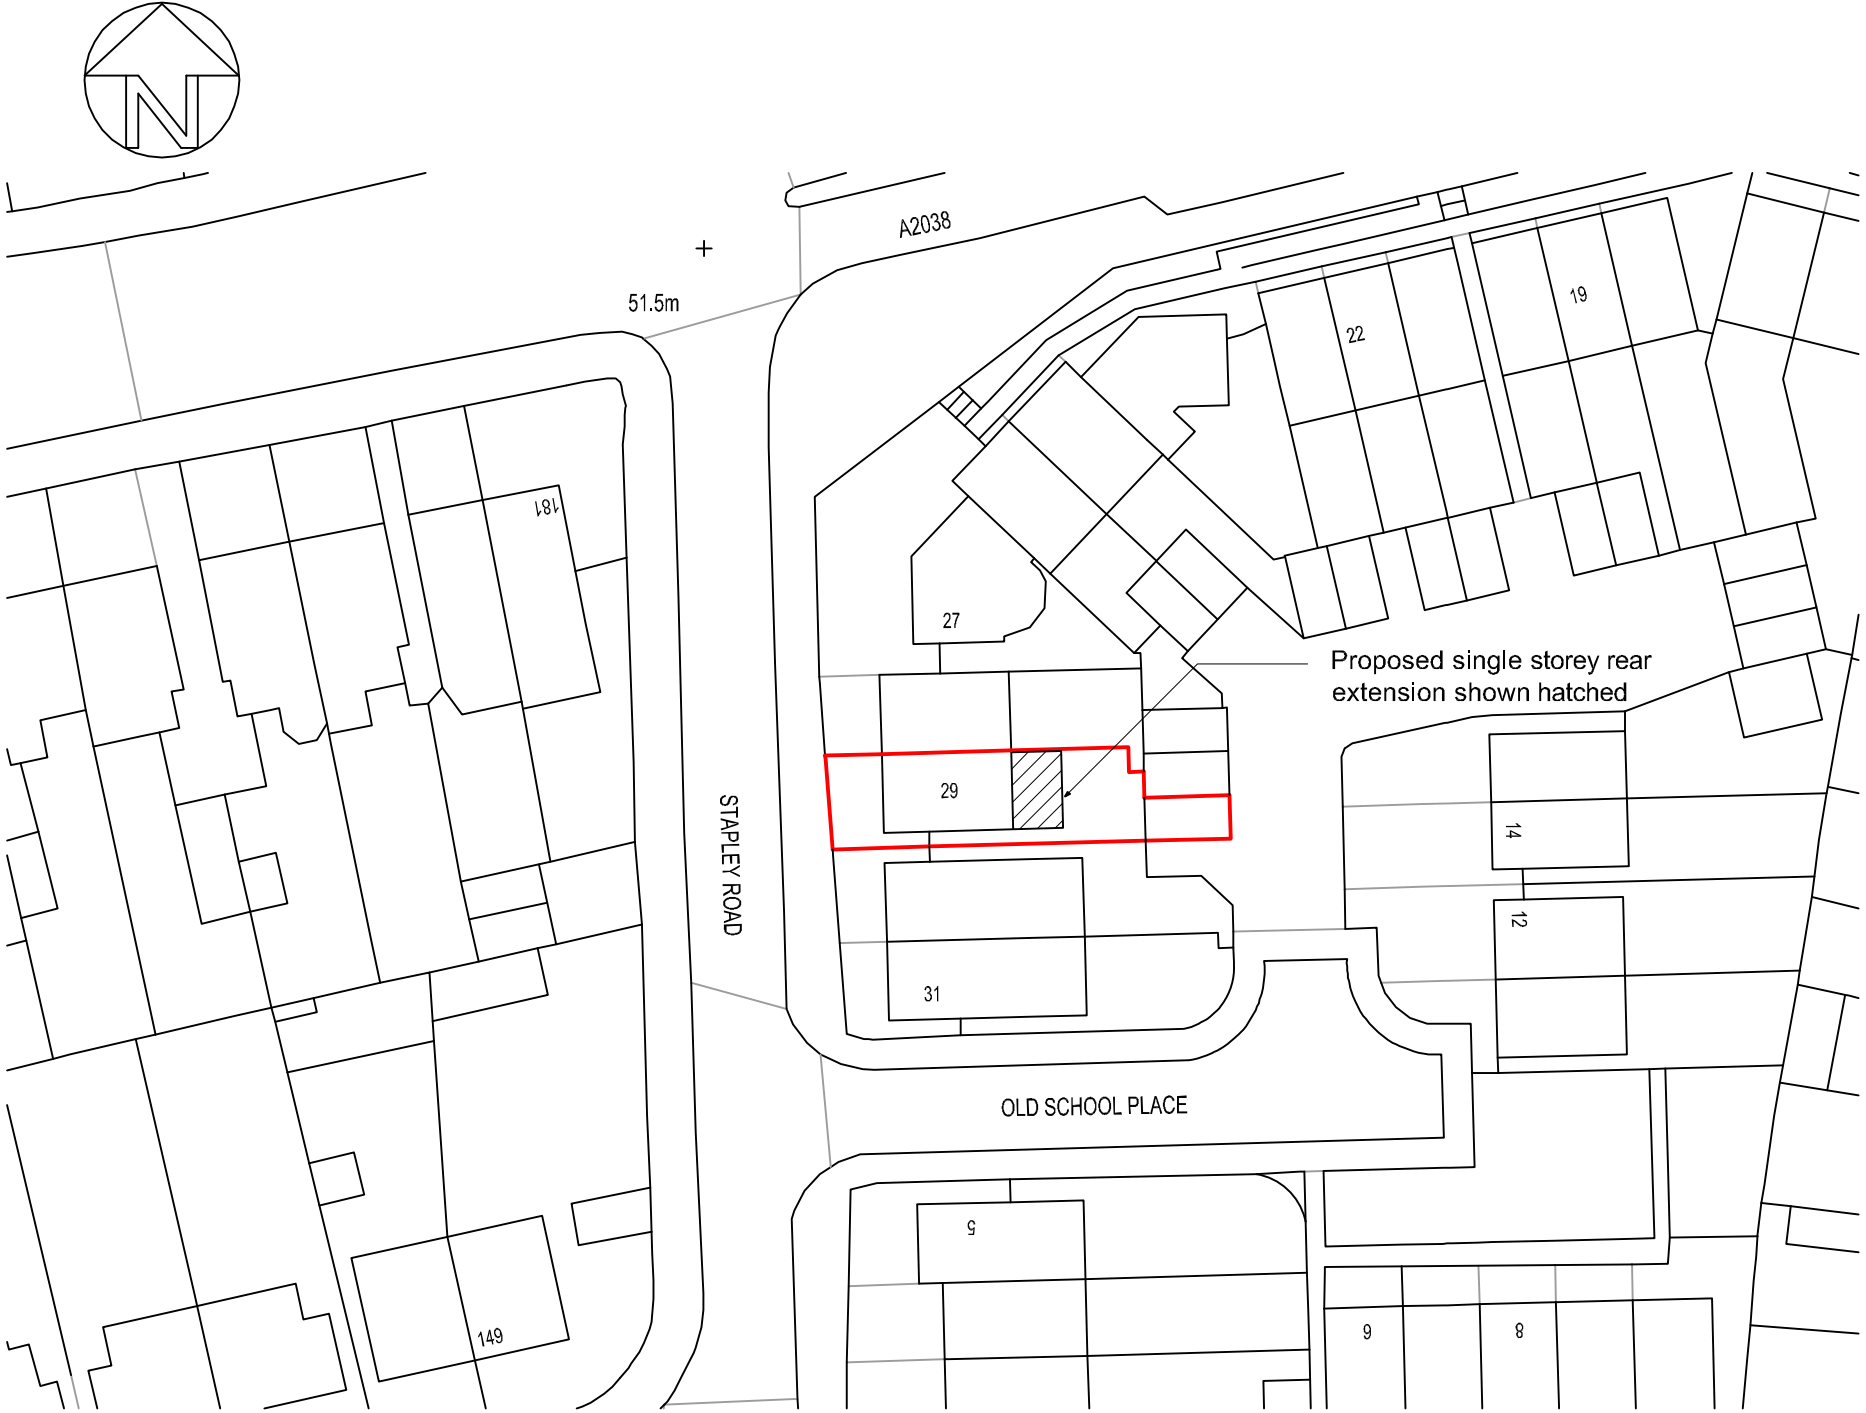 N
A2038
51.5m
19
22
181
27
Proposed single storey rear
extension shown hatched
29
STAPLEY ROAD
14
12
31
OLD SCHOOL PLACE
5
149
6
8